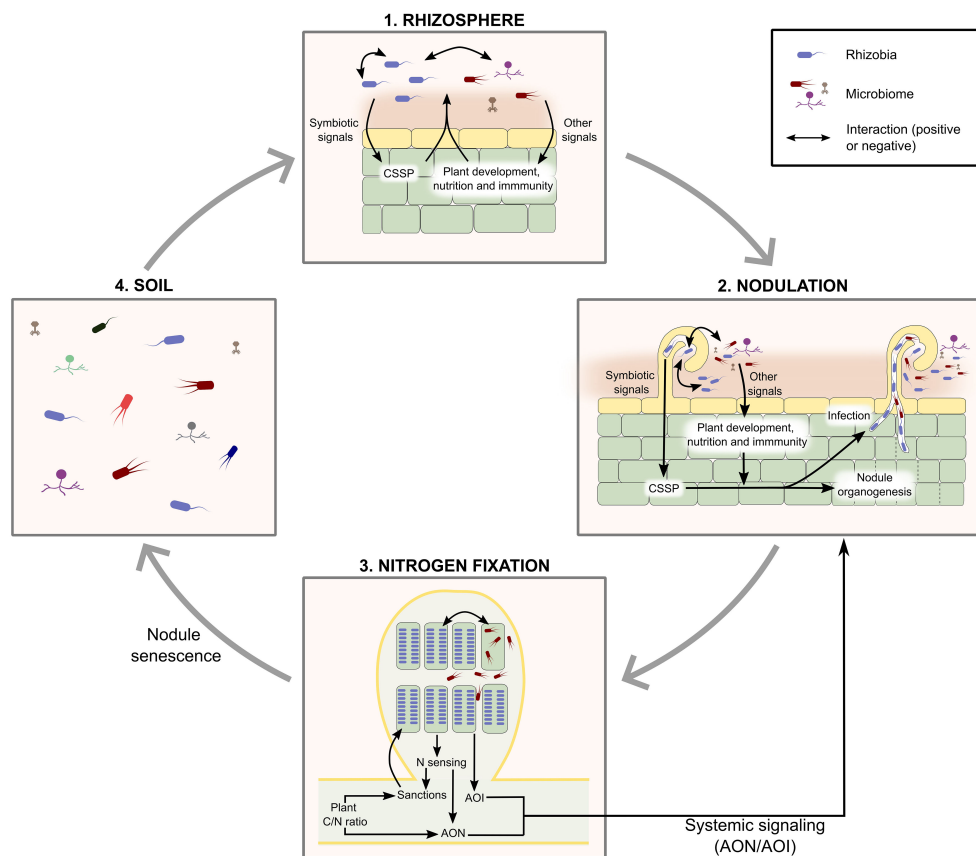 1. RHIZOSPHERE
Symbiotic
signals
Other
signals
CSSP
Plant development,
nutrition and immmunity
Rhizobia
Microbiome
Interaction (positive
or negative)
2. NODULATION
Symbiotic
signals
Other
signals
Infection
Plant development,
nutrition and immmunity
CSSP
Nodule
organogenesis
3. NITROGEN FIXATION
N sensing
Sanctions
AOI
Plant
C/N ratio
AON
Systemic signaling
(AON/AOI)
Nodule
senescence
4. SOIL